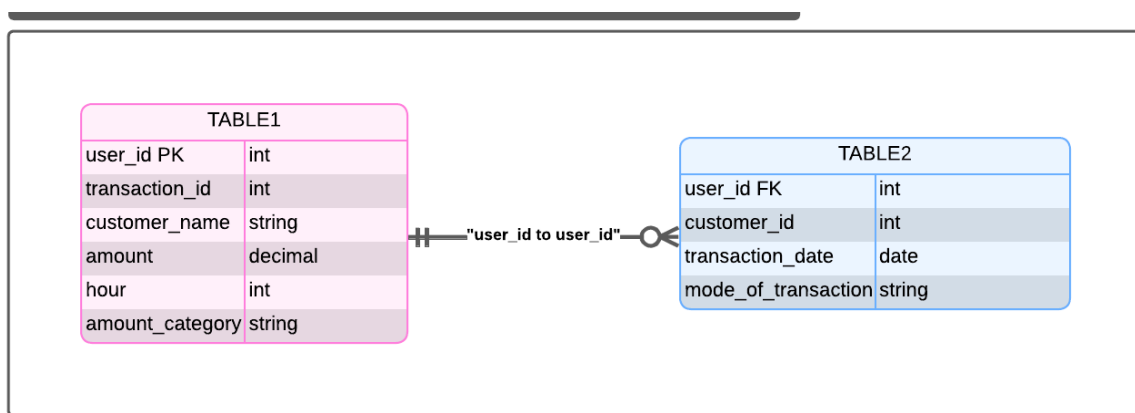 TABLE1
user_id PK int
transaction_id int
customer_name string
amount decimal
hour int
amount_category string
"user_id to user_id"
TABLE2
user_id FK int
customer_id int
transaction_date date
mode_of_transaction string